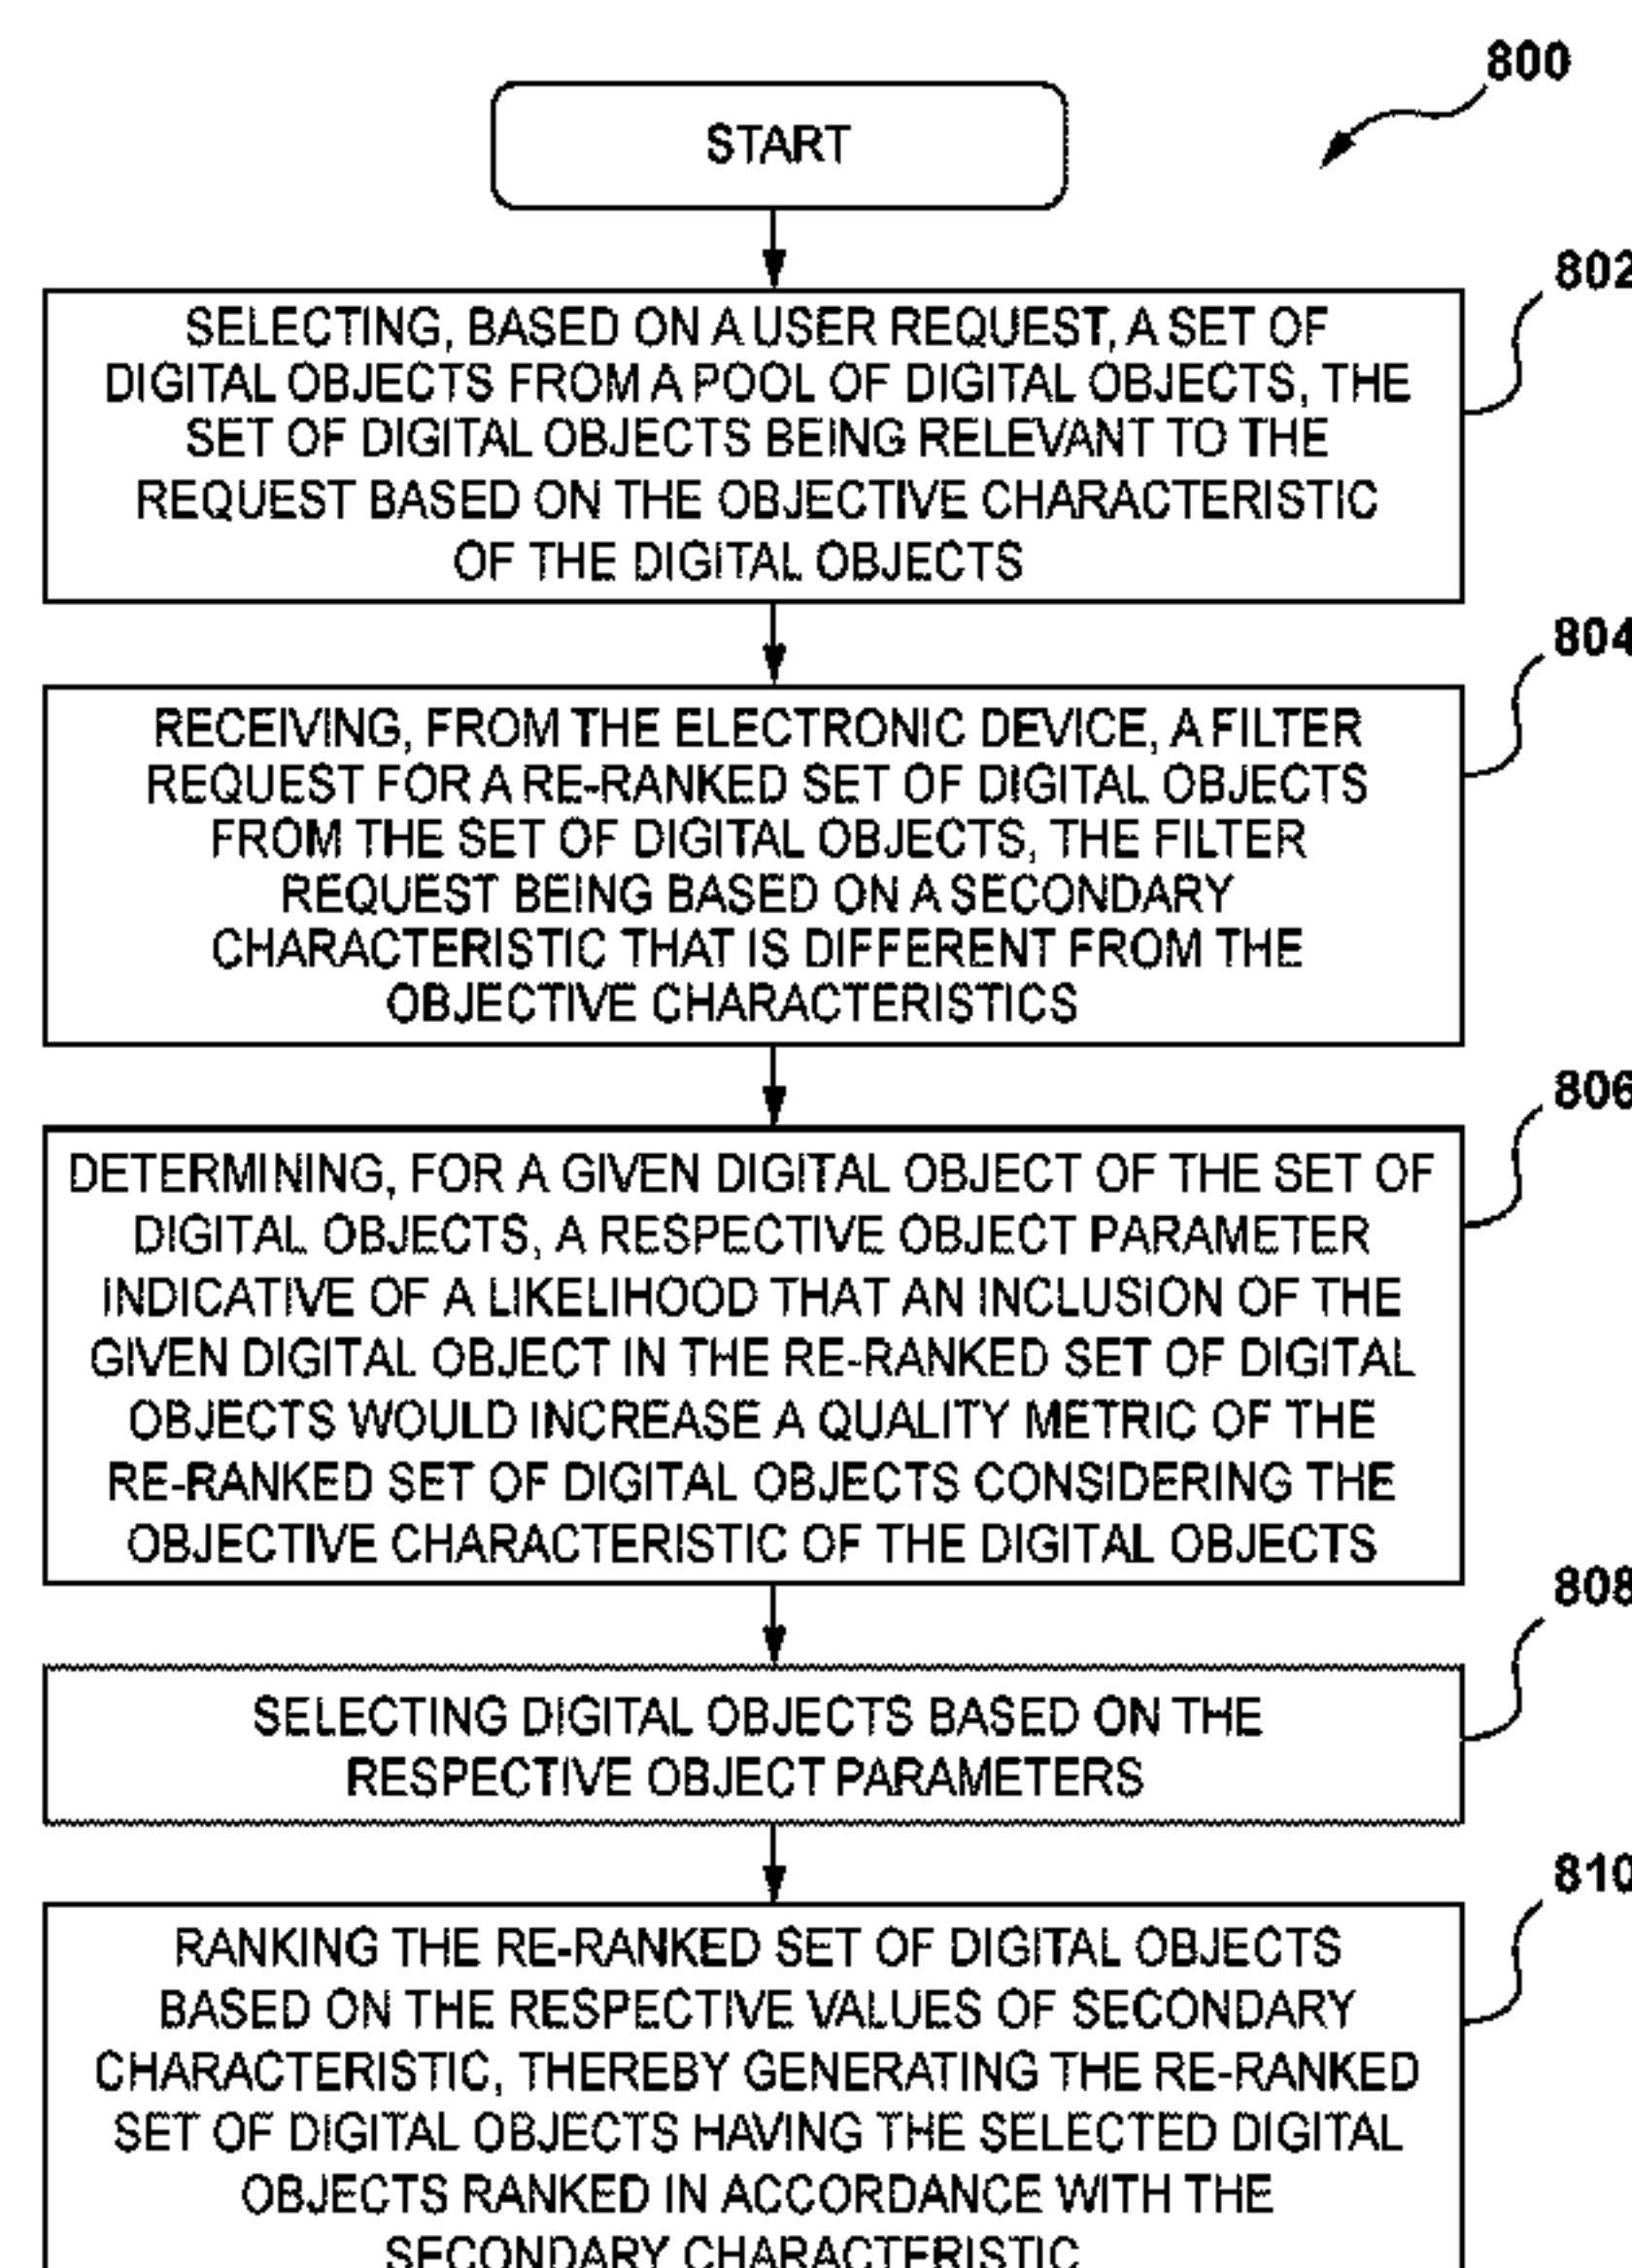 800
START
802
SELECTING, BASED ON A USER REQUEST, A SET OF
DIGITAL OBJECTS FROM A POOL OF DIGITAL OBJECTS, THE
SET OF DIGITAL OBJECTS BEING RELEVANT TO THE
REQUEST BASED ON THE OBJECTIVE CHARACTERISTIC
OF THE DIGITAL OBJECTS
804
RECEIVING, FROM THE ELECTRONIC DEVICE, A FILTER
REQUEST FOR A RE-RANKED SET OF DIGITAL OBJECTS
FROM THE SET OF DIGITAL OBJECTS, THE FILTER
REQUEST BEING BASED ON A SECONDARY
CHARACTERISTIC THAT IS DIFFERENT FROM THE
OBJECTIVE CHARACTERISTICS
806
DETERMINING, FOR A GIVEN DIGITAL OBJECT OF THE SET OF
DIGITAL OBJECTS, A RESPECTIVE OBJECT PARAMETER
INDICATIVE OF A LIKELIHOOD THAT AN INCLUSION OF THE
GIVEN DIGITAL OBJECT IN THE RE-RANKED SET OF DIGITAL
OBJECTS WOULD INCREASE A QUALITY METRIC OF THE
RE-RANKED SET OF DIGITAL OBJECTS CONSIDERING THE
OBJECTIVE CHARACTERISTIC OF THE DIGITAL OBJECTS
808
SELECTING DIGITAL OBJECTS BASED ON THE
RESPECTIVE OBJECT PARAMETERS
810
RANKING THE RE-RANKED SET OF DIGITAL OBJECTS
BASED ON THE RESPECTIVE VALUES OF SECONDARY
CHARACTERISTIC, THEREBY GENERATING THE RE-RANKED
SET OF DIGITAL OBJECTS HAVING THE SELECTED DIGITAL
OBJECTS RANKED IN ACCORDANCE WITH THE
SECONDARY CHARACTERISTIC